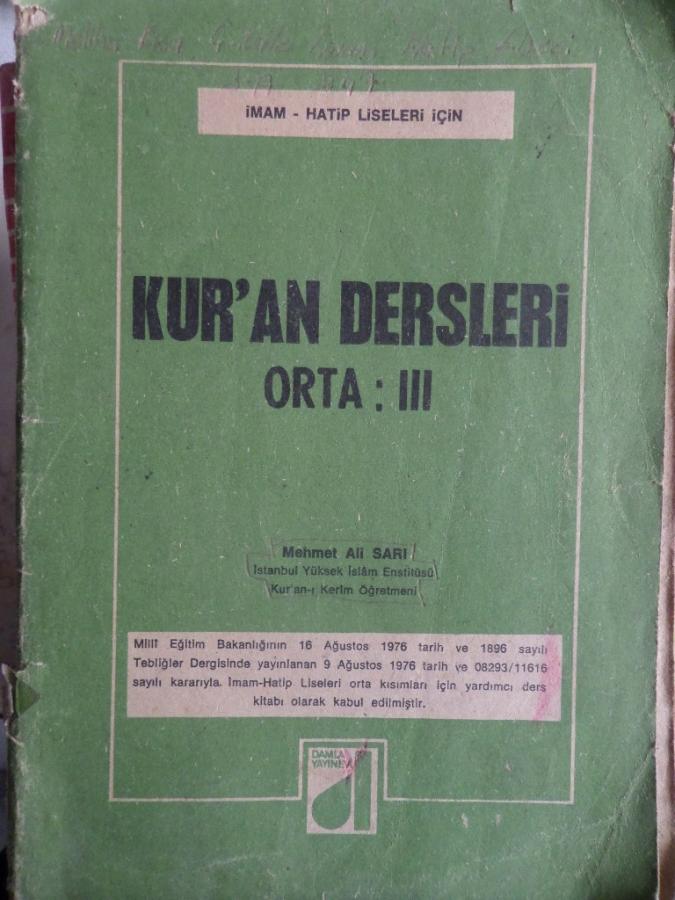 İMAM - HATİP LİSELERİ İÇİN
KUR'AN DERSLERİ
ORTA : III
Mehmet Ali SARI
İstanbul Yüksek İslâm Enstitüsü
Kur'an-ı Kerim Öğretmeni
Millî Eğitim Bakanlığının 16 Ağustos 1976 tarih ve 1896 sayılı
Tebliğler Dergisinde yayınlanan 9 Ağustos 1976 tarih ve 08293/11616
sayılı kararıyla. İmam-Hatip Liseleri orta kısımları için yardımcı ders
kitabı olarak kabul edilmiştir.
DAMLA
YAYINEVİ